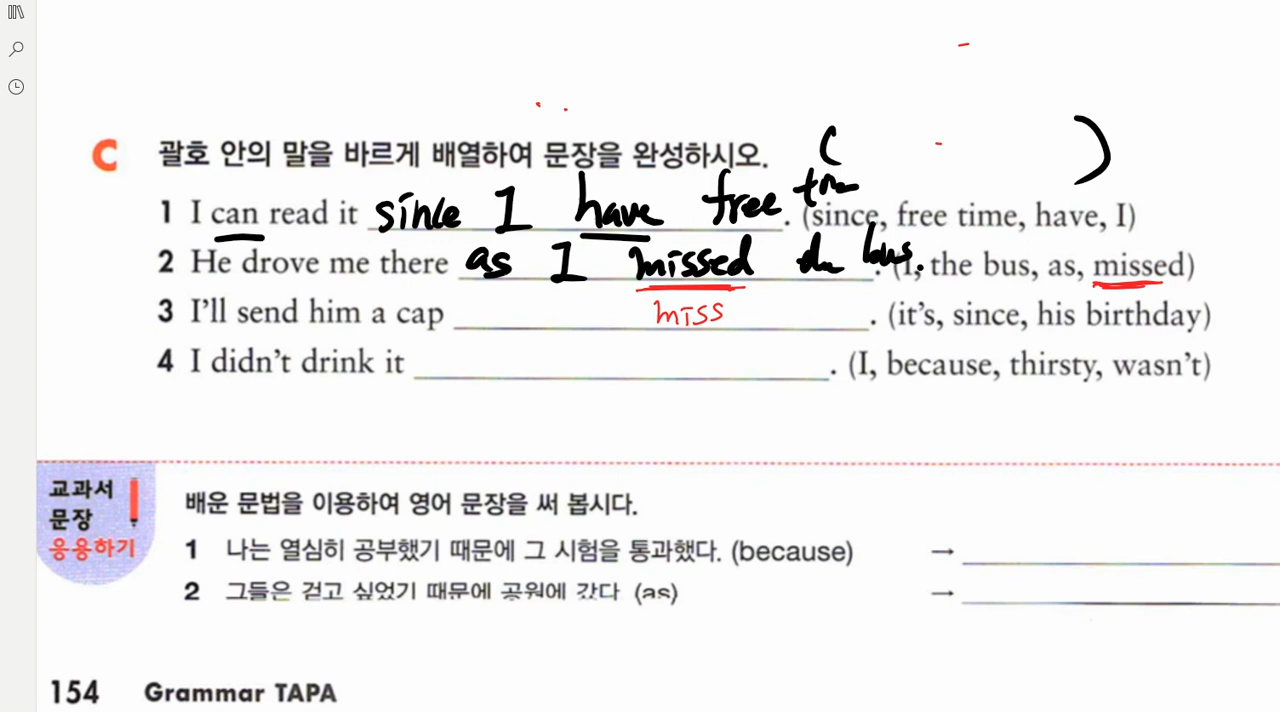 C 괄호 안의 말을 바르게 배열하여 문장을 완성하시오. ( )
1 I can read it since I have free time. (since, free time, have, I)
2 He drove me there as I missed the bus. (I, the bus, as, missed)
miss
3 I'll send him a cap ______. (it's, since, his birthday)
4 I didn't drink it ______. (I, because, thirsty, wasn't)
교과서
문장
응용하기
배운 문법을 이용하여 영어 문장을 써 봅시다.
1 나는 열심히 공부했기 때문에 그 시험을 통과했다. (because) →
2 그들은 걷고 싶었기 때문에 공원에 갔다 (as) →
154 Grammar TAPA